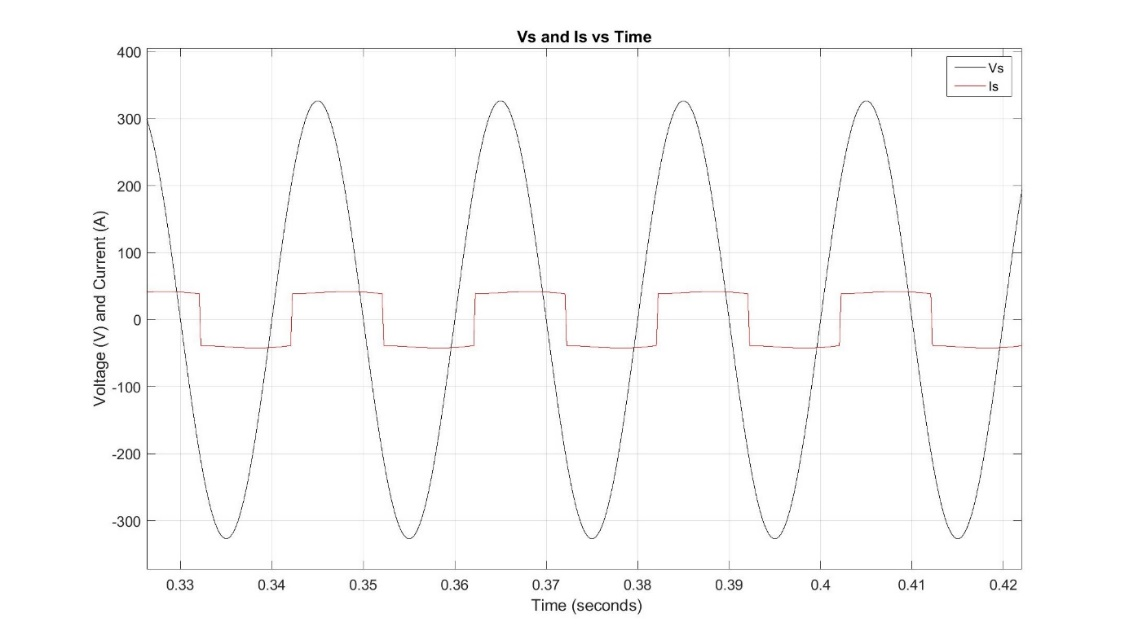 Vs and Is vs Time
Vs
Is
400
300
200
100
0
-100
-200
-300
Voltage (V) and Current (A)
0.33 0.34 0.35 0.36 0.37 0.38 0.39 0.4 0.41 0.42
Time (seconds)